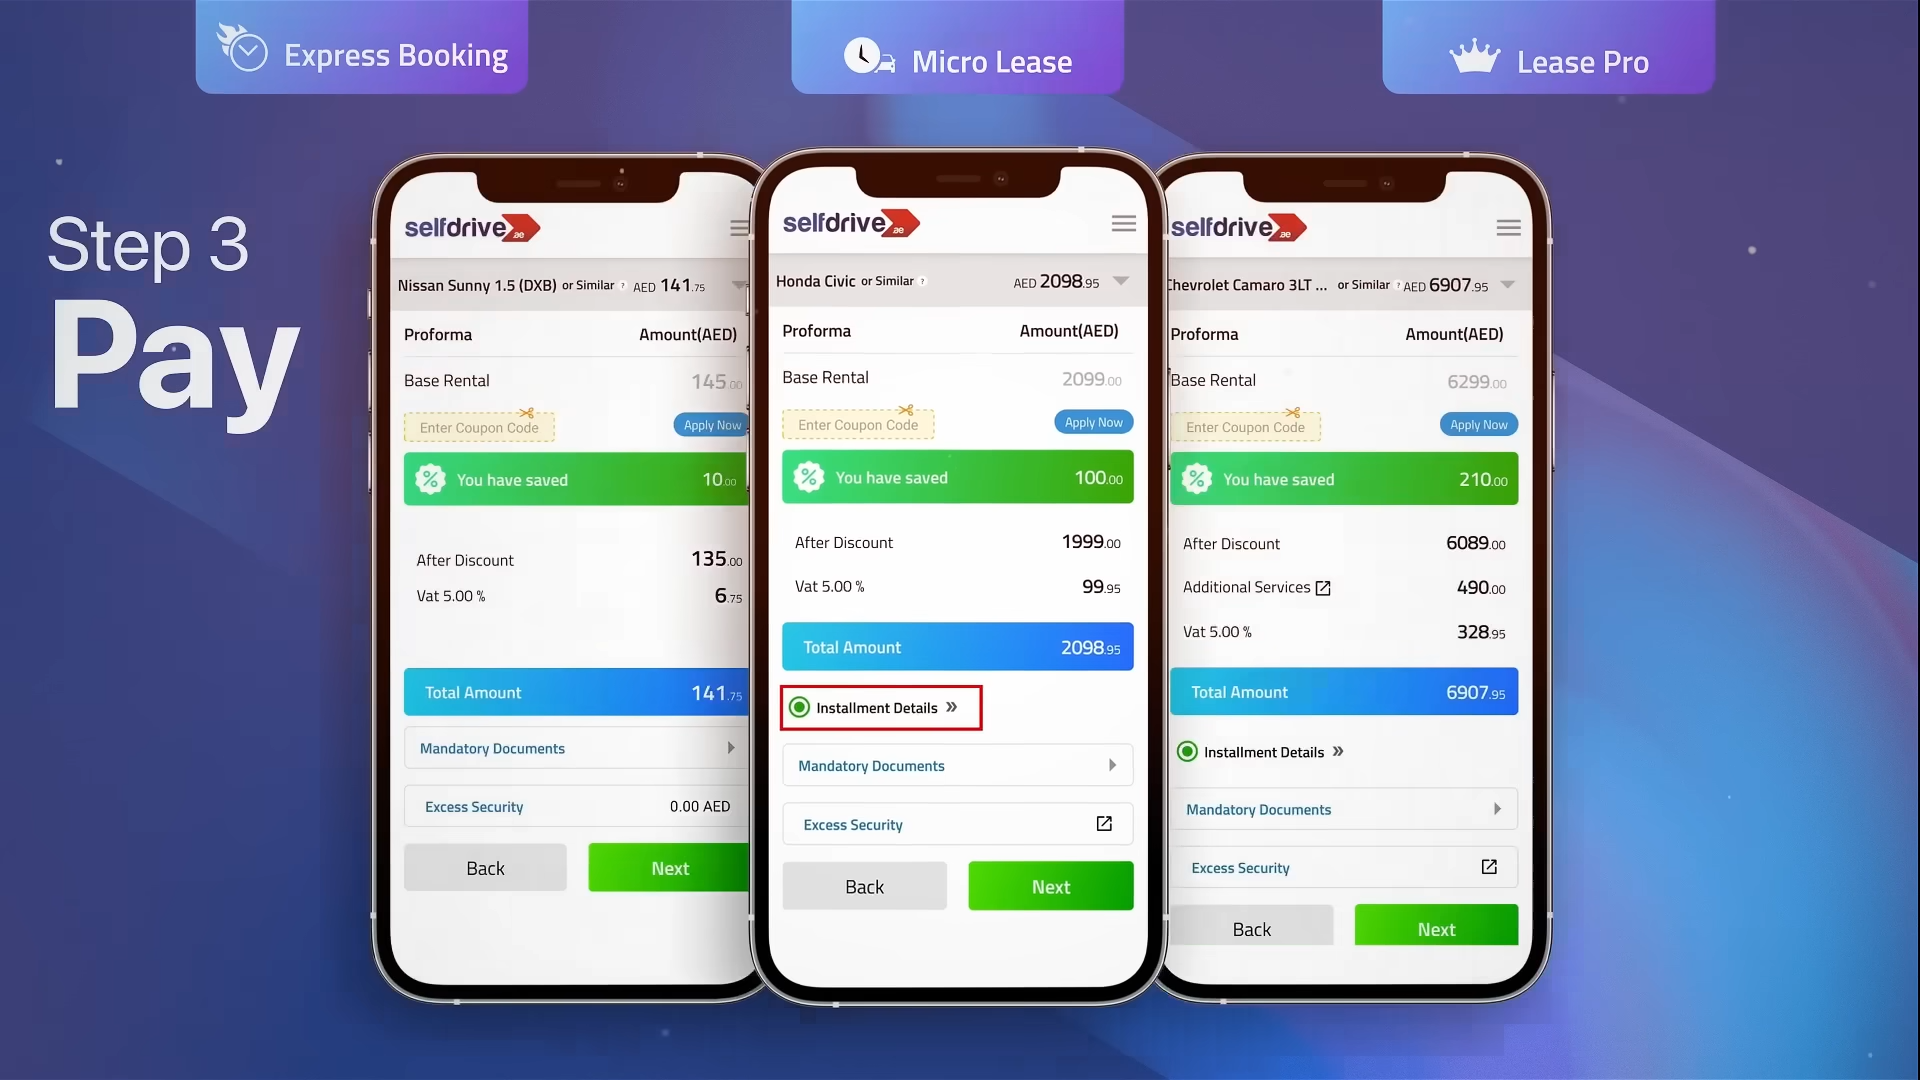 Express Booking
Micro Lease
Lease Pro
Step 3
Pay
selfdrive.ae
Nissan Sunny 1.5 (DXB) or Similar ? AED 141.75
Proforma Amount(AED)
Base Rental 145.00
Enter Coupon Code Apply Now
% You have saved 10.00
After Discount 135.00
Vat 5.00 % 6.75
Total Amount 141.75
Mandatory Documents
Excess Security 0.00 AED
Back Next
selfdrive.ae
Honda Civic or Similar ? AED 2098.95
Proforma Amount(AED)
Base Rental 2099.00
Enter Coupon Code Apply Now
% You have saved 100.00
After Discount 1999.00
Vat 5.00 % 99.95
Total Amount 2098.95
Installment Details »
Mandatory Documents
Excess Security
Back Next
selfdrive.ae
Chevrolet Camaro 3LT ... or Similar ? AED 6907.95
Proforma Amount(AED)
Base Rental 6299.00
Enter Coupon Code Apply Now
% You have saved 210.00
After Discount 6089.00
Additional Services 490.00
Vat 5.00 % 328.95
Total Amount 6907.95
Installment Details »
Mandatory Documents
Excess Security
Back Next